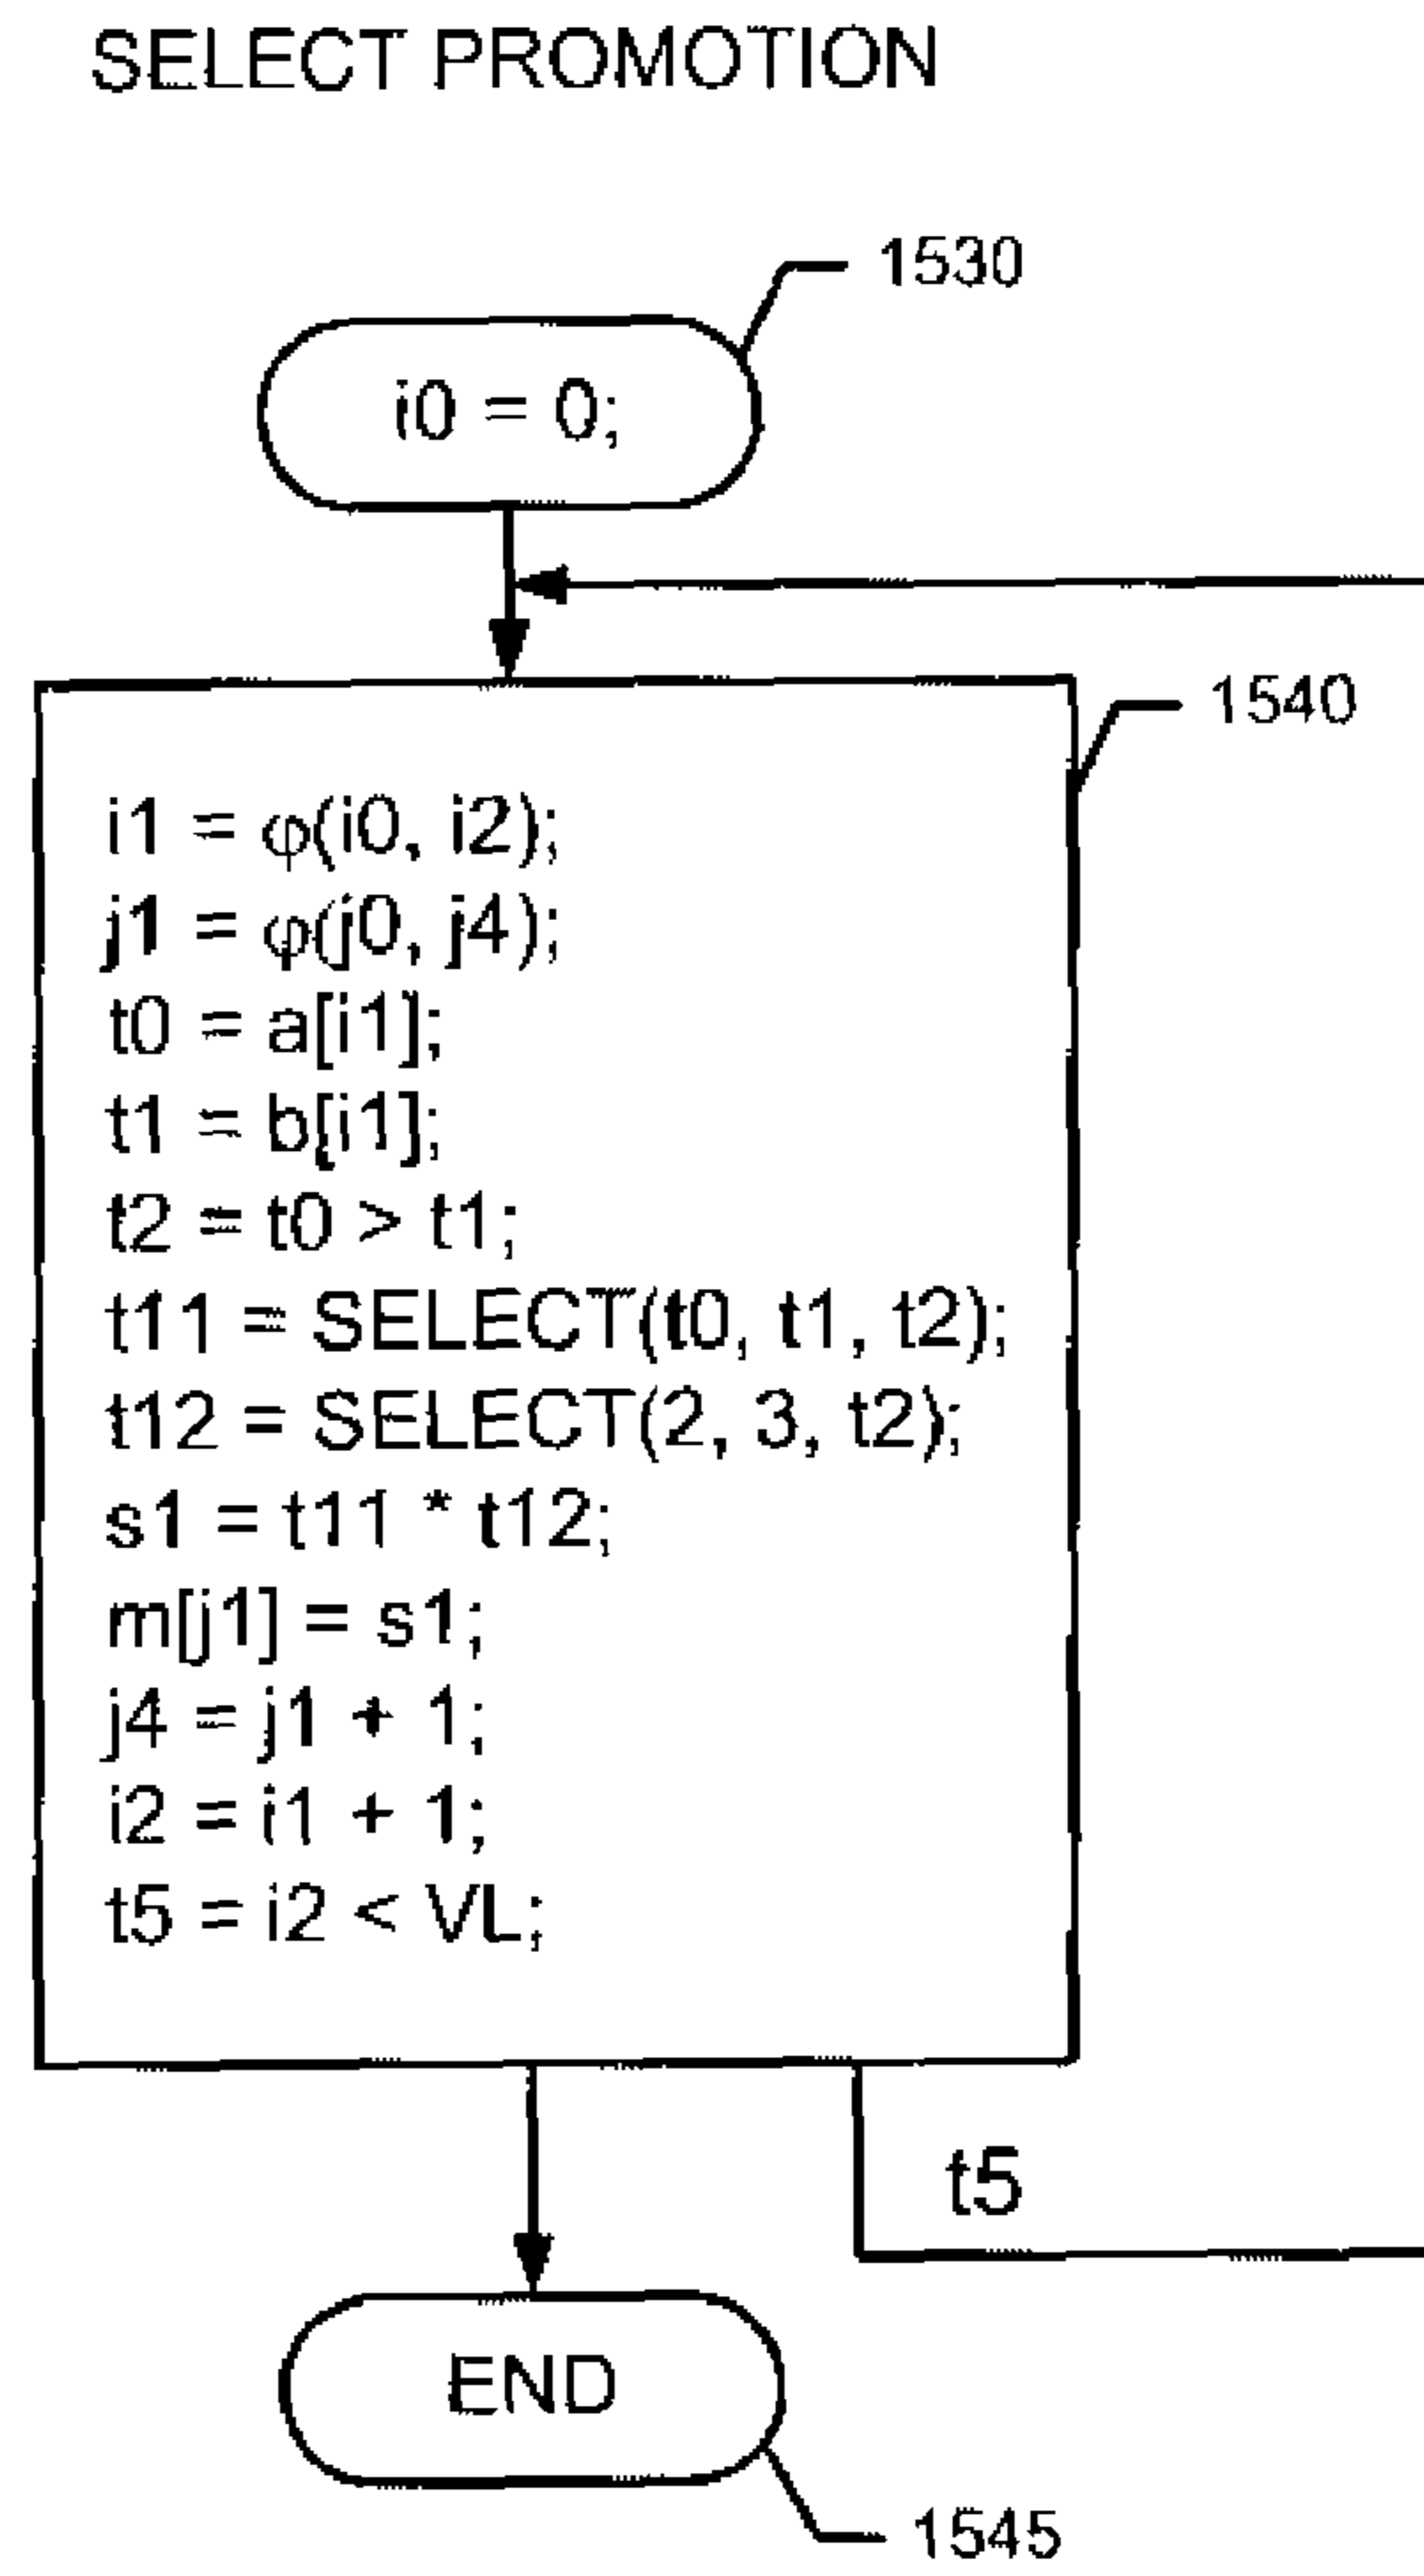 SELECT PROMOTION
1530
i0 = 0;
1540
i1 = φ(i0, i2);
j1 = φ(j0, j4);
t0 = a[i1];
t1 = b[i1];
t2 = t0 > t1;
t11 = SELECT(t0, t1, t2);
t12 = SELECT(2, 3, t2);
s1 = t11 * t12;
m[j1] = s1;
j4 = j1 + 1;
i2 = i1 + 1;
t5 = i2 < VL;
t5
END
1545